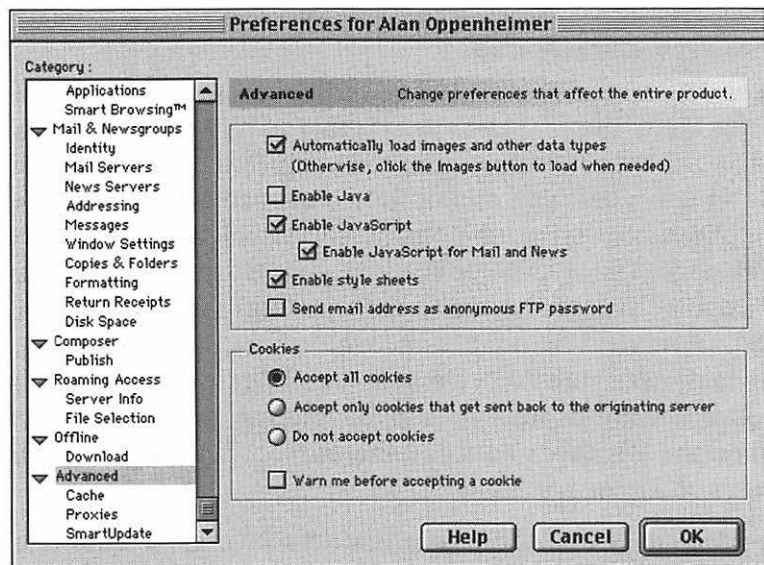 Preferences for Alan Oppenheimer
Category :
Applications
Smart Browsing™
Mail & Newsgroups
Identity
Mail Servers
News Servers
Addressing
Messages
Window Settings
Copies & Folders
Formatting
Return Receipts
Disk Space
Composer
Publish
Roaming Access
Server Info
File Selection
Offline
Download
Advanced
Cache
Proxies
SmartUpdate
Advanced Change preferences that affect the entire product.
Automatically load images and other data types
(Otherwise, click the Images button to load when needed)
Enable Java
Enable JavaScript
Enable JavaScript for Mail and News
Enable style sheets
Send email address as anonymous FTP password
Cookies
Accept all cookies
Accept only cookies that get sent back to the originating server
Do not accept cookies
Warn me before accepting a cookie
Help Cancel OK